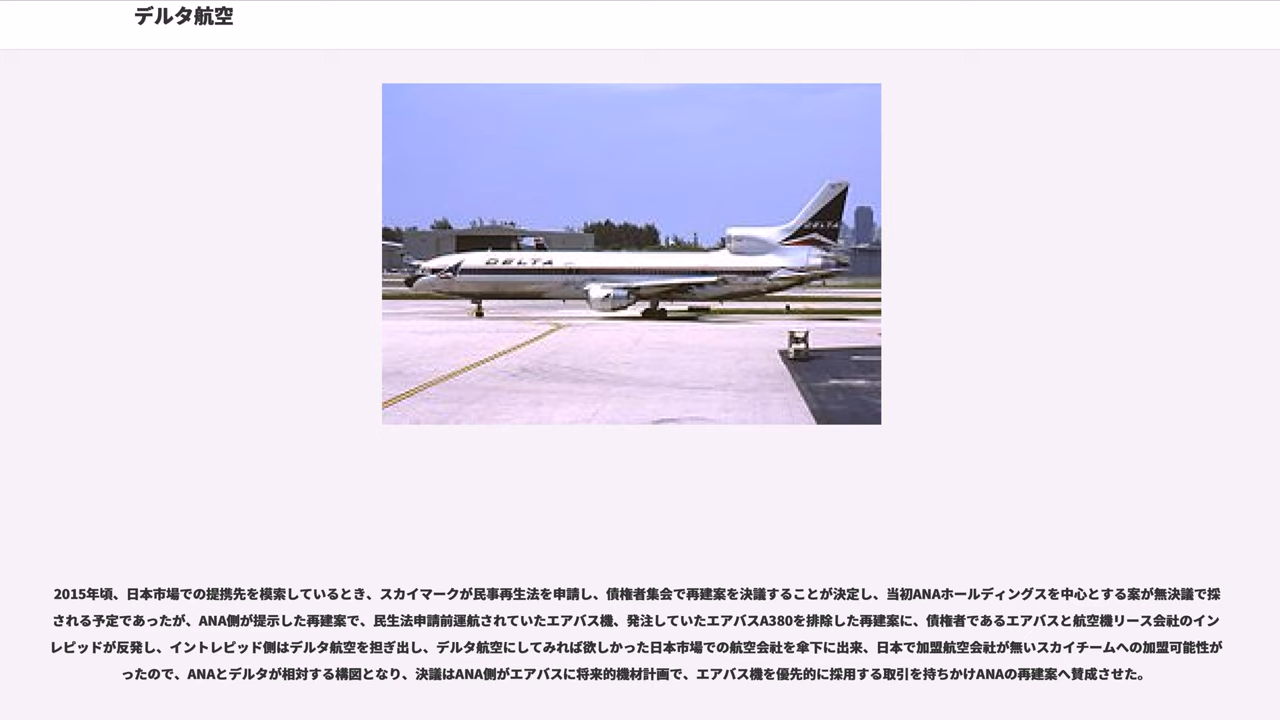 デルタ航空
DELTA
DELTA
2015年頃、日本市場での提携先を模索しているとき、スカイマークが民事再生法を申請し、債権者集会で再建案を決議することが決定し、当初ANAホールディングスを中心とする案が無決議で採
される予定であったが、ANA側が提示した再建案で、民生法申請前運航されていたエアバス機、発注していたエアバスA380を排除した再建案に、債権者であるエアバスと航空機リース会社のイン
レピッドが反発し、イントレピッド側はデルタ航空を担ぎ出し、デルタ航空にしてみれば欲しかった日本市場での航空会社を傘下に出来、日本で加盟航空会社が無いスカイチームへの加盟可能性が
ったので、ANAとデルタが相対する構図となり、決議はANA側がエアバスに将来的機材計画で、エアバス機を優先的に採用する取引を持ちかけANAの再建案へ賛成させた。